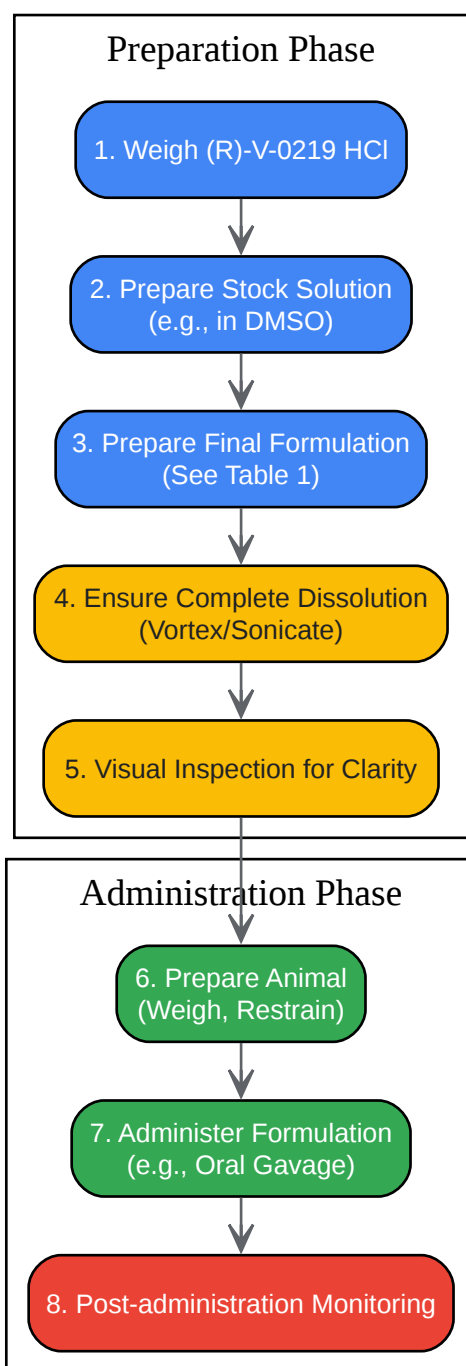 Preparation Phase
1. Weigh (R)-V-0219 HCl
2. Prepare Stock Solution
(e.g., in DMSO)
3. Prepare Final Formulation
(See Table 1)
4. Ensure Complete Dissolution
(Vortex/Sonicate)
5. Visual Inspection for Clarity
Administration Phase
6. Prepare Animal
(Weigh, Restrain)
7. Administer Formulation
(e.g., Oral Gavage)
8. Post-administration Monitoring